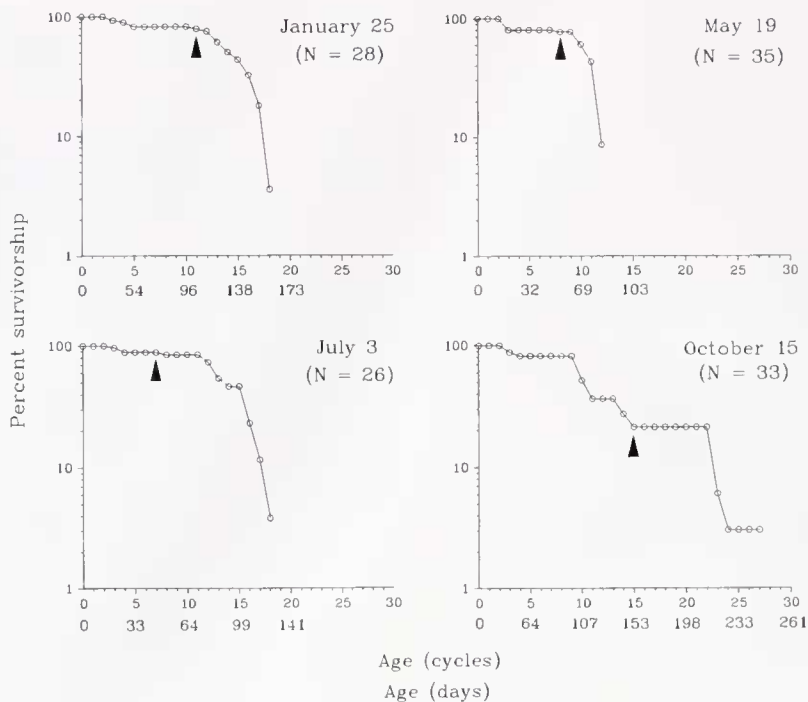 Percent survivorship
January 25
(N = 28)
100
10
1
0 5 10 15 20 25 30
0 54 96 138 173
May 19
(N = 35)
100
10
1
0 5 10 15 20 25 30
0 32 69 103
July 3
(N = 26)
100
10
1
0 5 10 15 20 25 30
0 33 64 99 141
October 15
(N = 33)
100
10
1
0 5 10 15 20 25 30
0 64 107 153 198 233 261
Age (cycles)
Age (days)